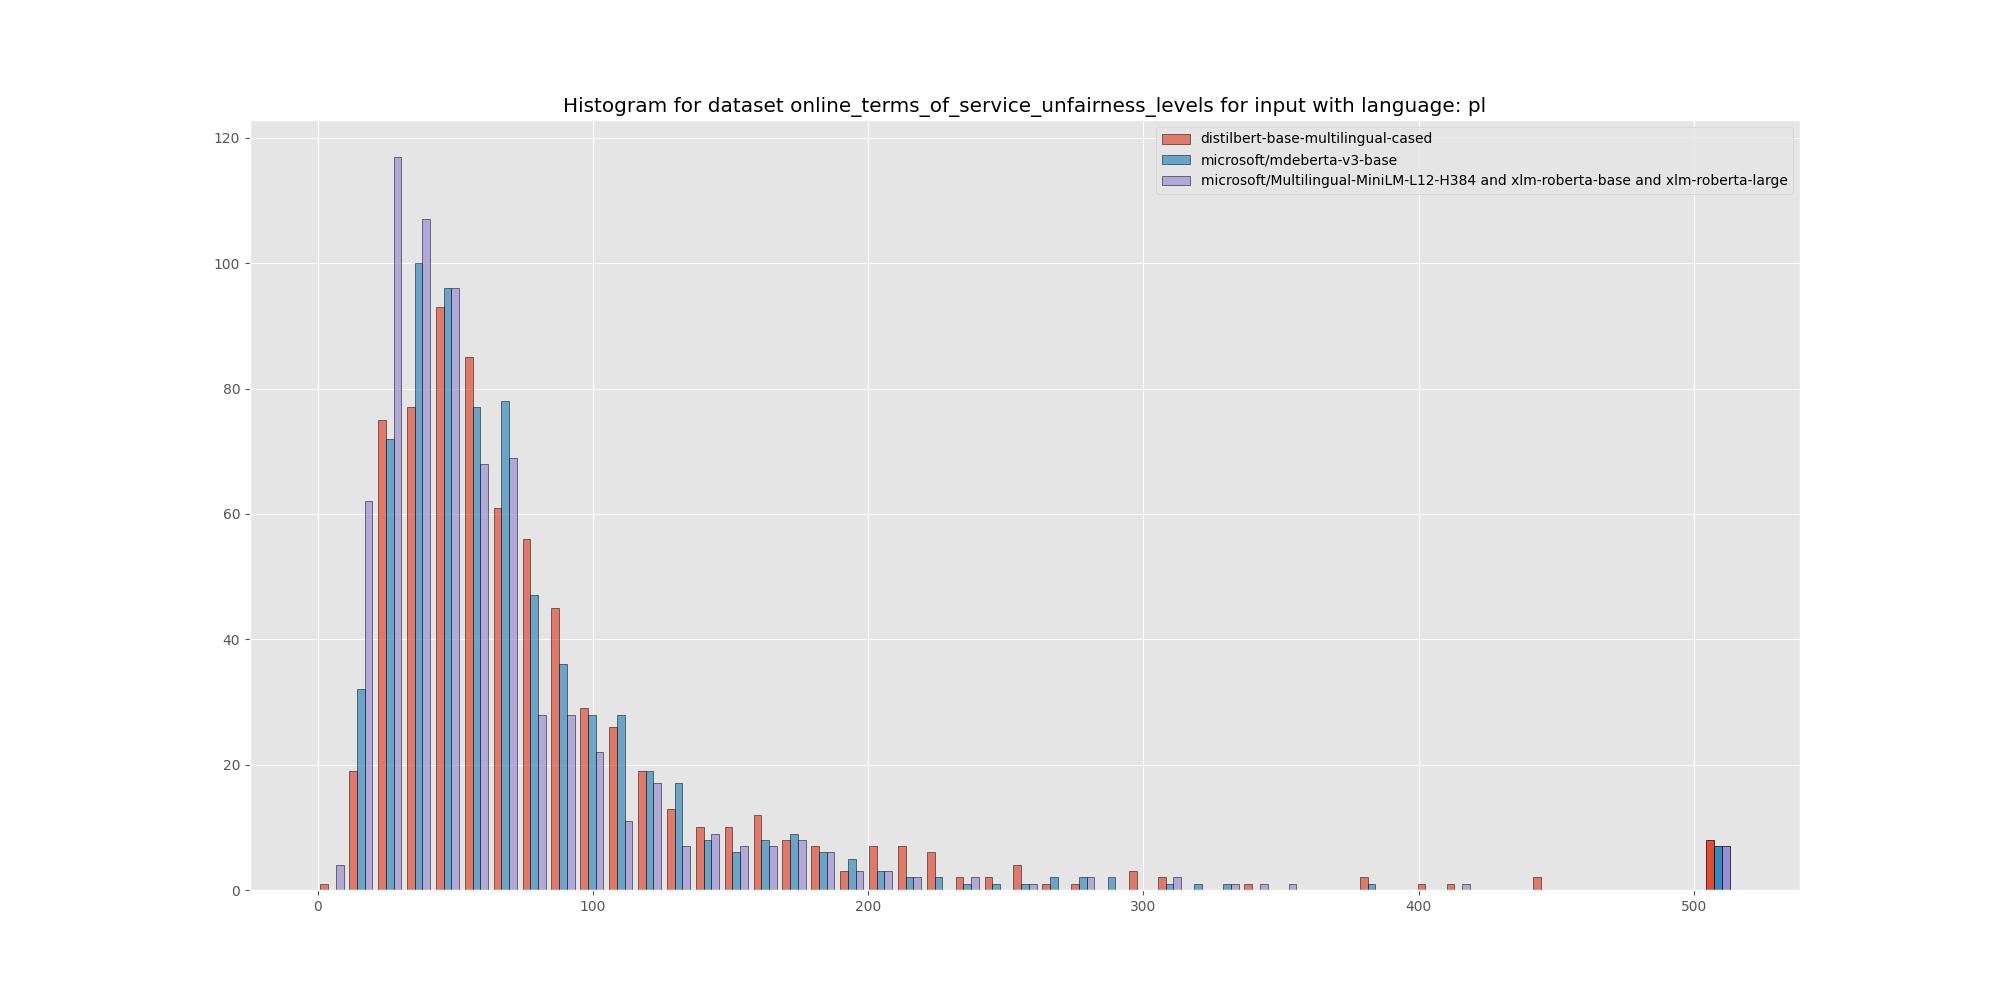 Histogram for dataset online_terms_of_service_unfairness_levels for input with language: pl
distilbert-base-multilingual-cased
microsoft/mdeberta-v3-base
microsoft/Multilingual-MiniLM-L12-H384 and xlm-roberta-base and xlm-roberta-large
120
100
80
60
40
20
0
0 100 200 300 400 500